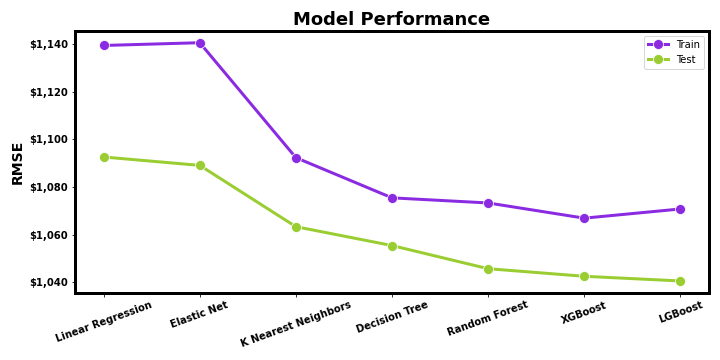 Model Performance
$1,140
$1,120
$1,100
$1,080
$1,060
$1,040
RMSE
Train
Test
Linear Regression
Elastic Net
K Nearest Neighbors
Decision Tree
Random Forest
XGBoost
LGBoost